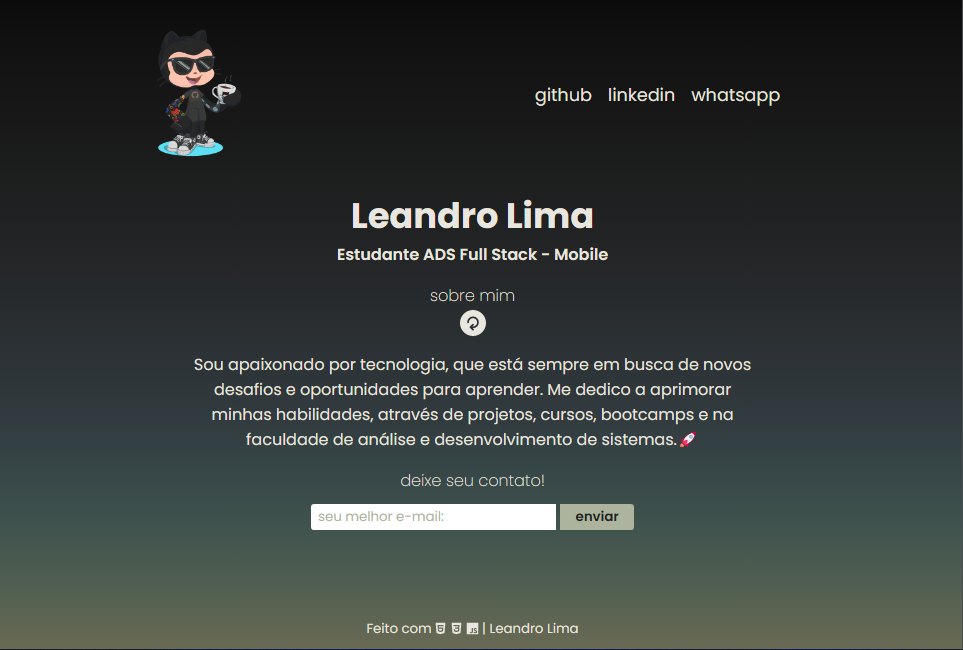 github linkedin whatsapp
Leandro Lima
Estudante ADS Full Stack - Mobile
sobre mim
Sou apaixonado por tecnologia, que está sempre em busca de novos
desafios e oportunidades para aprender. Me dedico a aprimorar
minhas habilidades, através de projetos, cursos, bootcamps e na
faculdade de análise e desenvolvimento de sistemas.🚀
deixe seu contato!
seu melhor e-mail: enviar
Feito com | Leandro Lima